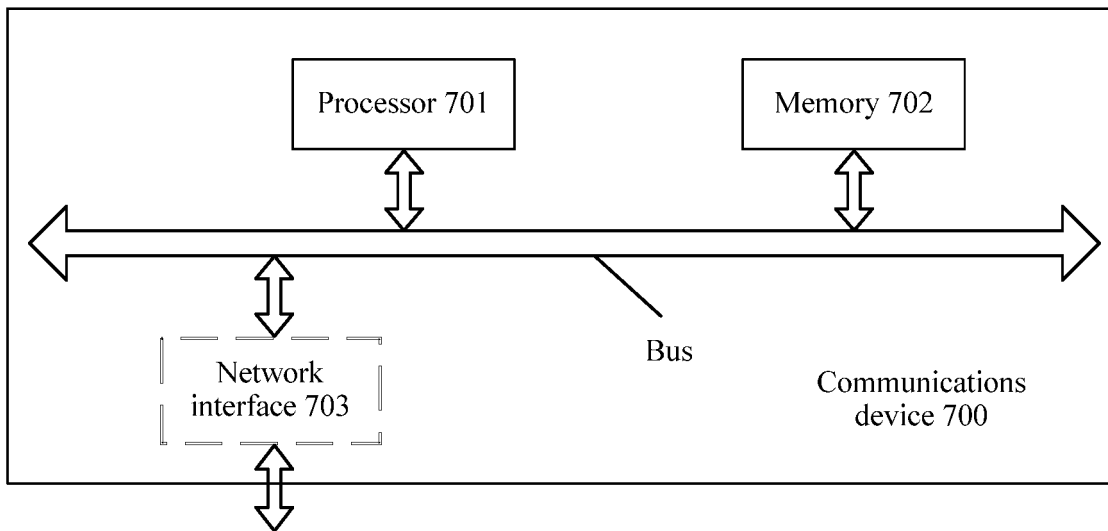 Processor 701
Memory 702
Bus
Network
interface 703
Communications
device 700